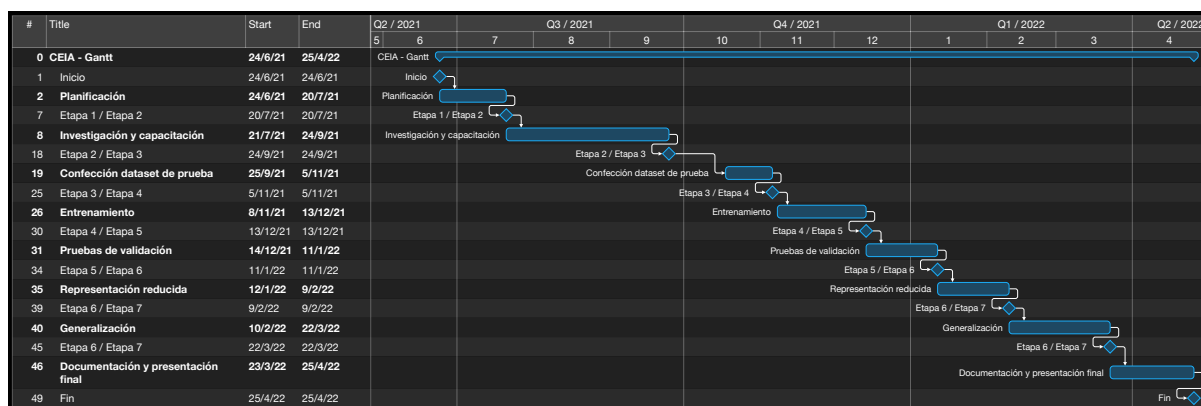 # Title Start End Q2 / 2021 Q3 / 2021 Q4 / 2021 Q1 / 2022 Q2 / 2022
5 6 7 8 9 10 11 12 1 2 3 4
0 CEIA - Gantt 24/6/21 25/4/22 CEIA - Gantt
1 Inicio 24/6/21 24/6/21 Inicio
2 Planificación 24/6/21 20/7/21 Planificación
7 Etapa 1 / Etapa 2 20/7/21 20/7/21 Etapa 1 / Etapa 2
8 Investigación y capacitación 21/7/21 24/9/21 Investigación y capacitación
18 Etapa 2 / Etapa 3 24/9/21 24/9/21 Etapa 2 / Etapa 3
19 Confección dataset de prueba 25/9/21 5/11/21 Confección dataset de prueba
25 Etapa 3 / Etapa 4 5/11/21 5/11/21 Etapa 3 / Etapa 4
26 Entrenamiento 8/11/21 13/12/21 Entrenamiento
30 Etapa 4 / Etapa 5 13/12/21 13/12/21 Etapa 4 / Etapa 5
31 Pruebas de validación 14/12/21 11/1/22 Pruebas de validación
34 Etapa 5 / Etapa 6 11/1/22 11/1/22 Etapa 5 / Etapa 6
35 Representación reducida 12/1/22 9/2/22 Representación reducida
39 Etapa 6 / Etapa 7 9/2/22 9/2/22 Etapa 6 / Etapa 7
40 Generalización 10/2/22 22/3/22 Generalización
45 Etapa 6 / Etapa 7 22/3/22 22/3/22 Etapa 6 / Etapa 7
46 Documentación y presentación 23/3/22 25/4/22 Documentación y presentación final
final
49 Fin 25/4/22 25/4/22 Fin